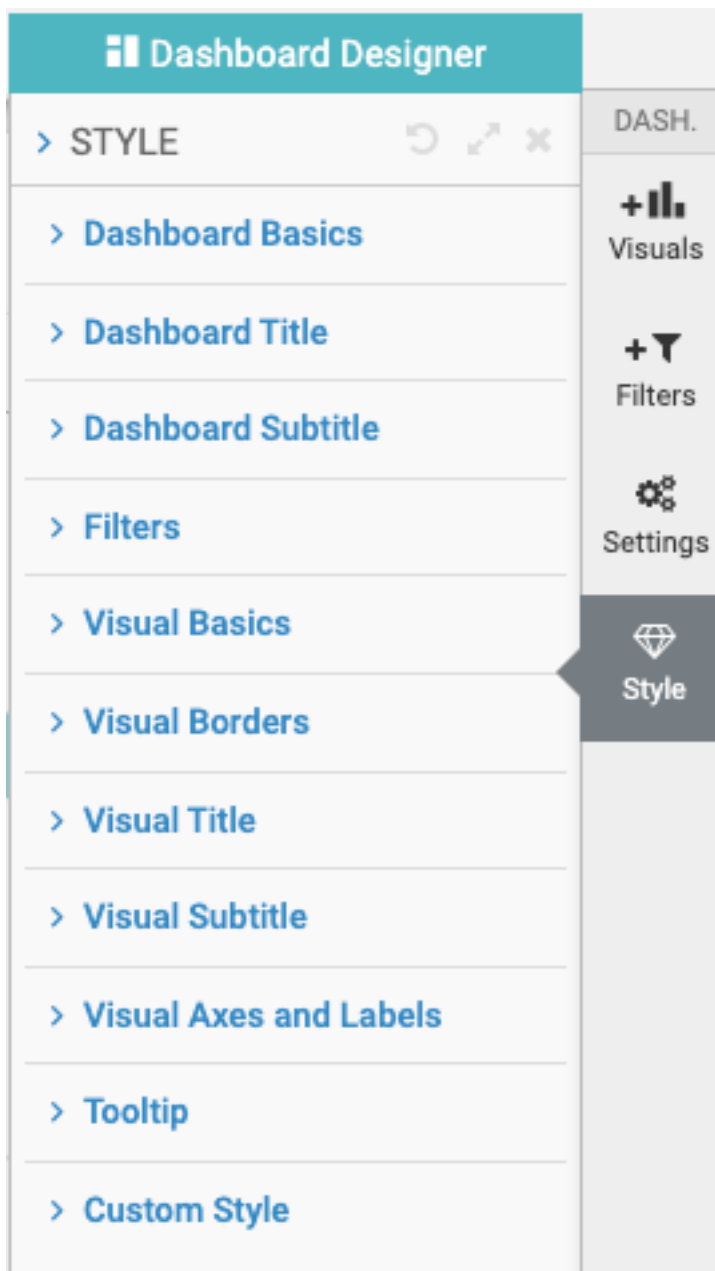 Dashboard Designer
STYLE
Dashboard Basics
Dashboard Title
Dashboard Subtitle
Filters
Visual Basics
Visual Borders
Visual Title
Visual Subtitle
Visual Axes and Labels
Tooltip
Custom Style
DASH.
Visuals
Filters
Settings
Style